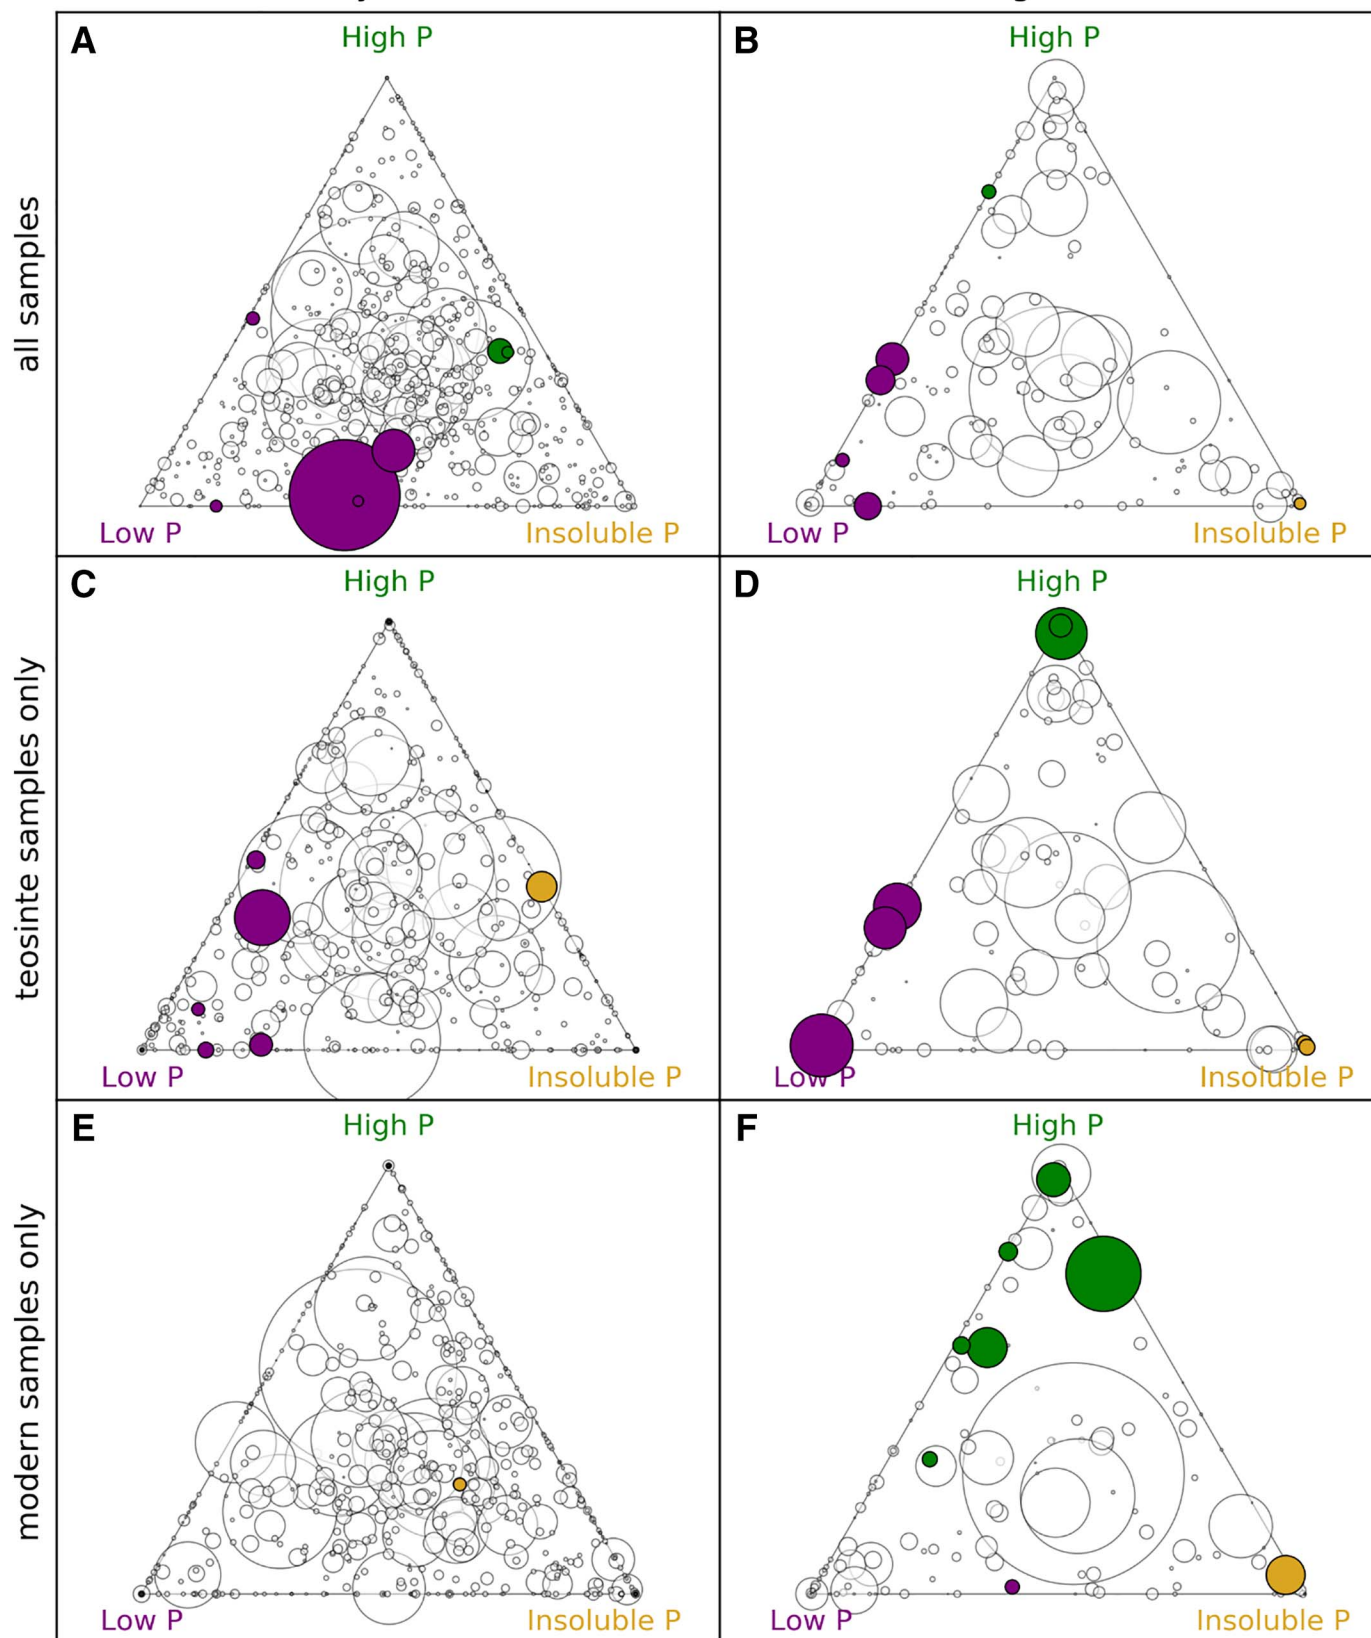 A
High P
B
High P
all samples
Low P
Insoluble P
Low P
Insoluble P
C
High P
D
High P
teosinte samples only
Low P
Insoluble P
Low P
Insoluble P
E
High P
F
High P
modern samples only
Low P
Insoluble P
Low P
Insoluble P